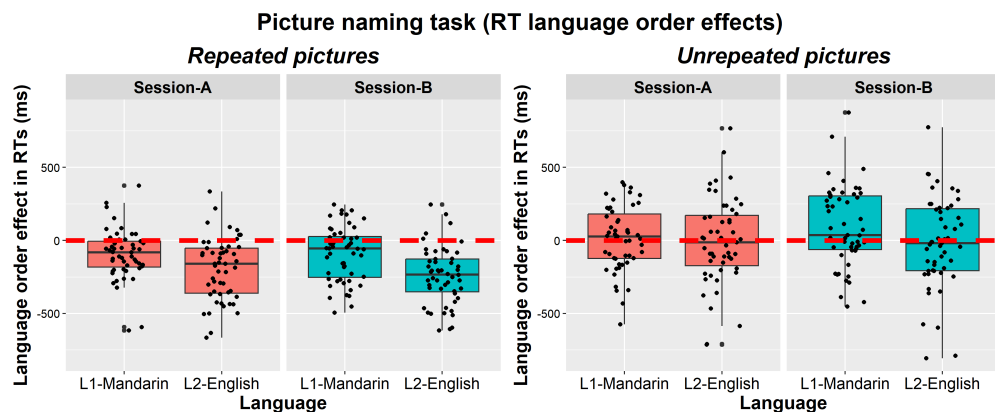 Picture naming task (RT language order effects)
Repeated pictures
Unrepeated pictures
Language order effect in RTs (ms)
Session-A
Session-B
500
0
-500
L1-Mandarin
L2-English
L1-Mandarin
L2-English
Language
Language order effect in RTs (ms)
Session-A
Session-B
500
0
-500
L1-Mandarin
L2-English
L1-Mandarin
L2-English
Language